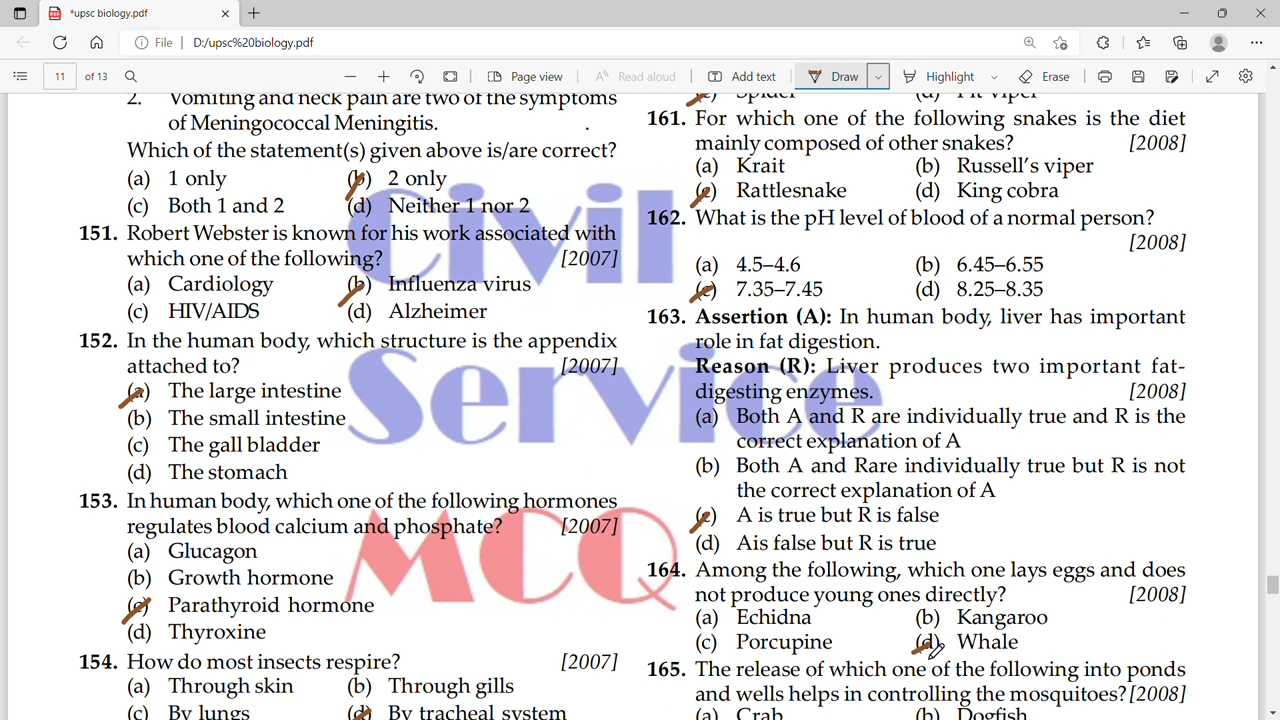 *upsc biology.pdf
File D:/upsc%20biology.pdf
11 of 13 Page view Read aloud Add text Draw Highlight Erase
2. Vomiting and neck pain are two of the symptoms
of Meningococcal Meningitis.
Which of the statement(s) given above is/are correct?
(a) 1 only (b) 2 only
(c) Both 1 and 2 (d) Neither 1 nor 2
151. Robert Webster is known for his work associated with
which one of the following? [2007]
(a) Cardiology (b) Influenza virus
(c) HIV/AIDS (d) Alzheimer
152. In the human body, which structure is the appendix
attached to? [2007]
(a) The large intestine
(b) The small intestine
(c) The gall bladder
(d) The stomach
153. In human body, which one of the following hormones
regulates blood calcium and phosphate? [2007]
(a) Glucagon
(b) Growth hormone
(c) Parathyroid hormone
(d) Thyroxine
154. How do most insects respire? [2007]
(a) Through skin (b) Through gills
(c) By lungs (d) By tracheal system
(c) Spider (d) Pit viper
161. For which one of the following snakes is the diet
mainly composed of other snakes? [2008]
(a) Krait (b) Russell's viper
(c) Rattlesnake (d) King cobra
162. What is the pH level of blood of a normal person?
[2008]
(a) 4.5–4.6 (b) 6.45–6.55
(c) 7.35–7.45 (d) 8.25–8.35
163. Assertion (A): In human body, liver has important
role in fat digestion.
Reason (R): Liver produces two important fat-
digesting enzymes. [2008]
(a) Both A and R are individually true and R is the
correct explanation of A
(b) Both A and Rare individually true but R is not
the correct explanation of A
(c) A is true but R is false
(d) Ais false but R is true
164. Among the following, which one lays eggs and does
not produce young ones directly? [2008]
(a) Echidna (b) Kangaroo
(c) Porcupine (d) Whale
165. The release of which one of the following into ponds
and wells helps in controlling the mosquitoes? [2008]
(a) Crab (b) Dogfish
Civil
Service
MCQ